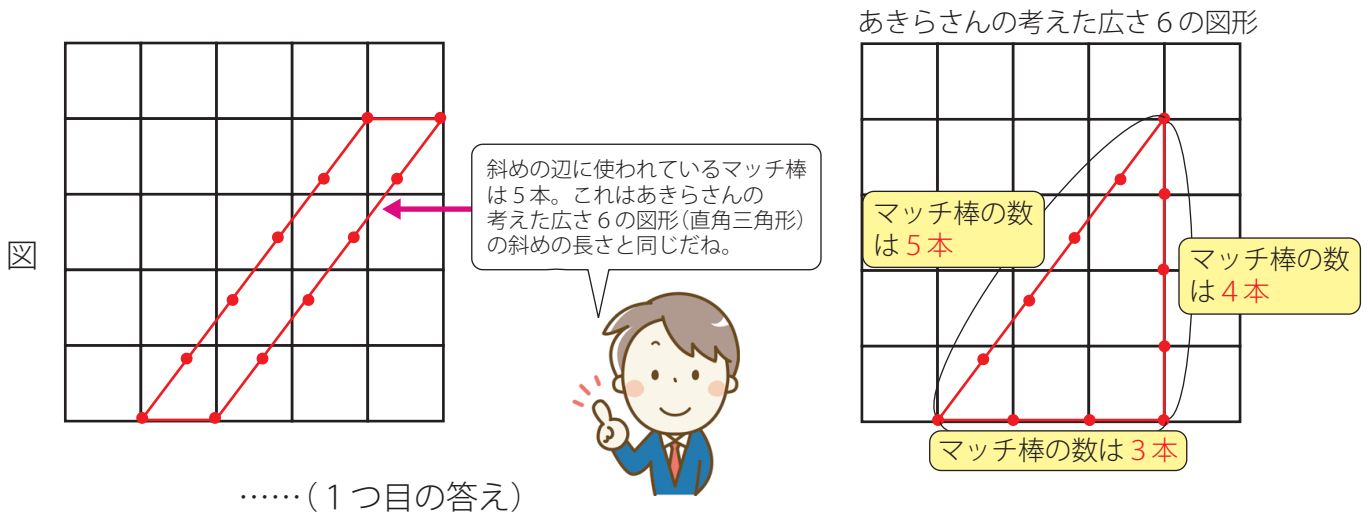 あきらさんの考えた広さ６の図形
図
斜めの辺に使われているマッチ棒
は５本。これはあきらさんの
考えた広さ６の図形（直角三角形）
の斜めの長さと同じだね。
マッチ棒の数
は５本
マッチ棒の数
は４本
マッチ棒の数は３本
……（１つ目の答え）